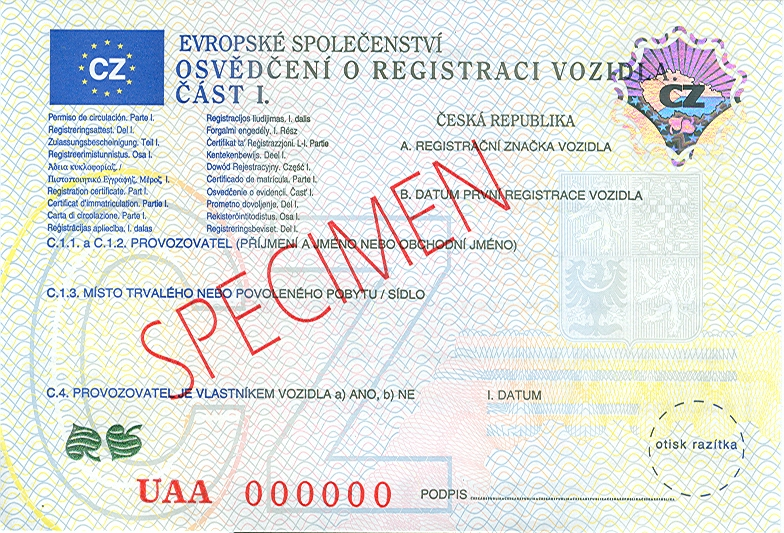 CZ
EVROPSKÉ SPOLEČENSTVÍ
OSVĚDČENÍ O REGISTRACI VOZIDLA
ČÁST I.
CZ
Permiso de circulación. Parte I.
Registreringsattest. Del I.
Zulassungsbescheinigung. Teil I.
Registreerimistunnistus. Osa I.
Άδεια κυκλοφορίας. /
Πιστοποιητικό Εγγραφής. Μέρος. I.
Registration certificate. Part I.
Certificat d'immatriculation. Partie I.
Carta di circolazione. Parte I.
Reģistrācijas apliecība. I. dalas
Registracijos liudijimas. I. dalis
Forgalmi engedély. I. Rész
Ċertifikat ta' Reġistrazzjoni. L-I. Parte
Kentekenbewijs. Deel I.
Dowód Rejestracyjny. Część I.
Certificado de matrícula. Parte I.
Osvedčenie o evidencii. Časť I.
Prometno dovoljenje, Del I.
Rekisteröintitodistus. Osa I.
Registreringsbeviset. Del I.
ČESKÁ REPUBLIKA
A. REGISTRAČNÍ ZNAČKA VOZIDLA
B. DATUM PRVNÍ REGISTRACE VOZIDLA
C.1.1. a C.1.2. PROVOZOVATEL (PŘÍJMENÍ A JMÉNO NEBO OBCHODNÍ JMÉNO)
C.1.3. MÍSTO TRVALÉHO NEBO POVOLENÉHO POBYTU / SÍDLO
SPECIMEN
C.4. PROVOZOVATEL JE VLASTNÍKEM VOZIDLA a) ANO, b) NE
I. DATUM
otisk razítka
UAA 000000
PODPIS